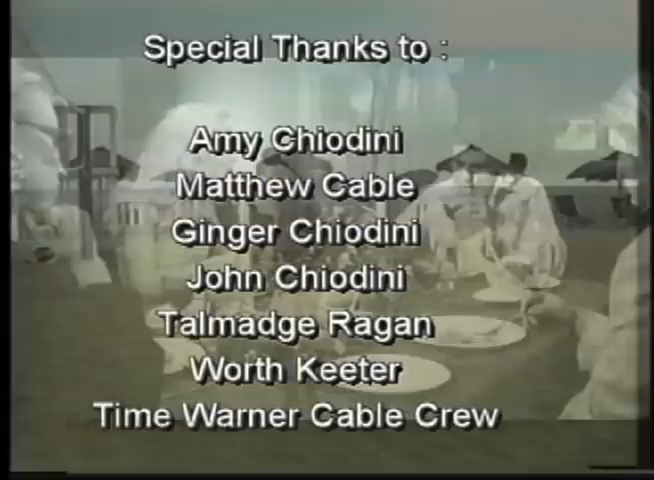 Special Thanks to :
Amy Chiodini
Matthew Cable
Ginger Chiodini
John Chiodini
Talmadge Ragan
Worth Keeter
Time Warner Cable Crew